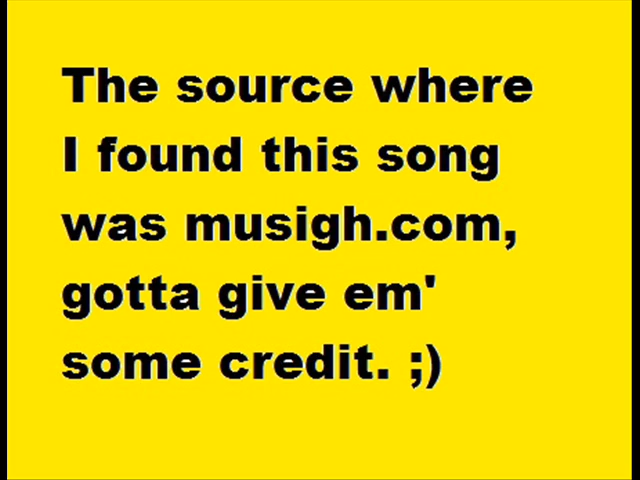 The source where
I found this song
was musigh.com,
gotta give em'
some credit. ;)